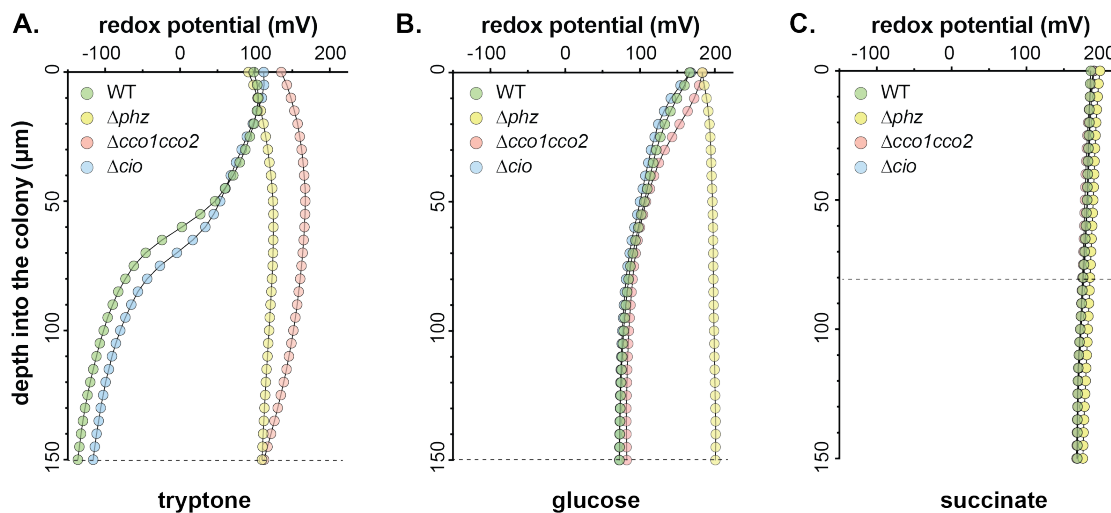 A.
redox potential (mV)
-100 0 100 200
depth into the colony (μm)
0
50
100
150
WT
Δphz
Δcco1cco2
Δcio
tryptone
B.
redox potential (mV)
-100 0 100 200
0
50
100
150
WT
Δphz
Δcco1cco2
Δcio
glucose
C.
redox potential (mV)
-100 0 100 200
0
50
100
150
WT
Δphz
Δcco1cco2
Δcio
succinate